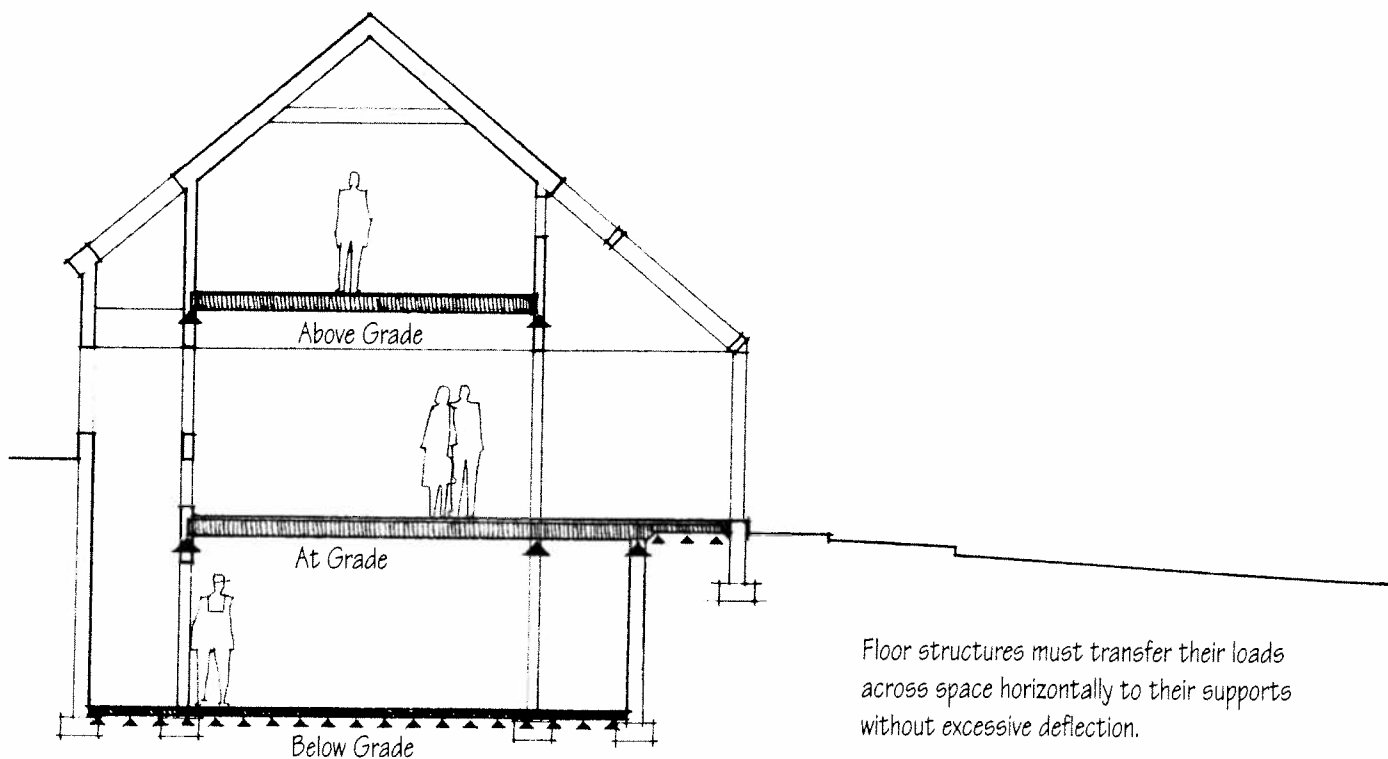 Above Grade
At Grade
Below Grade
Floor structures must transfer their loads
across space horizontally to their supports
without excessive deflection.